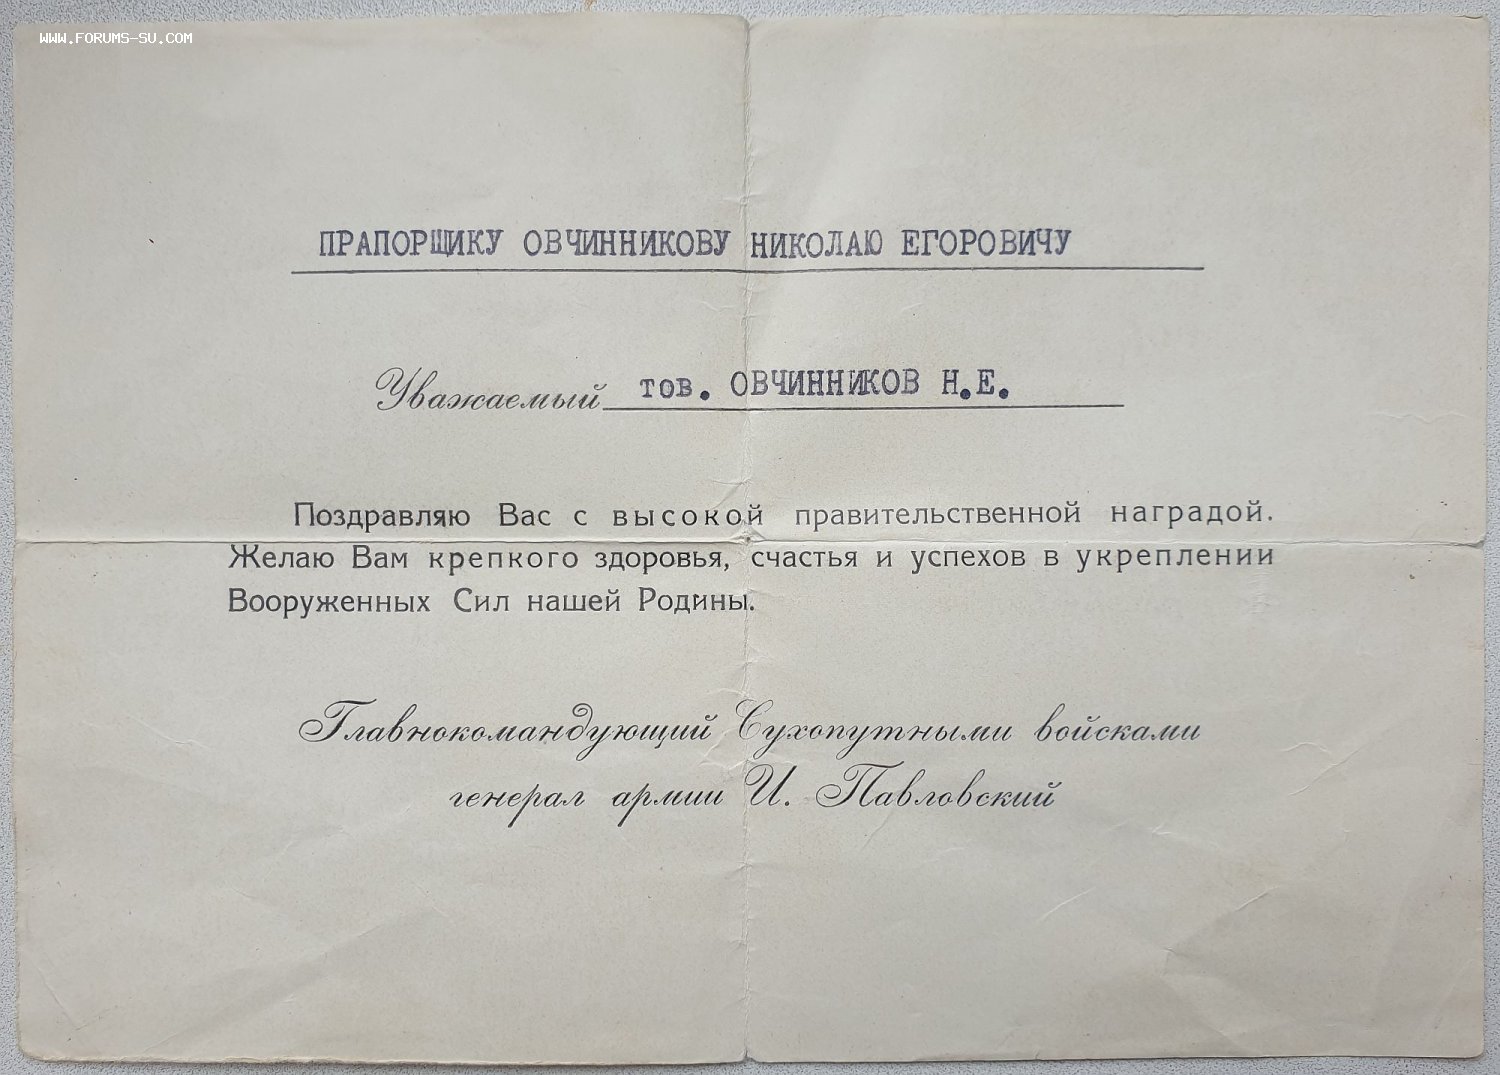 WWW.FORUMS-SU.COM
ПРАПОРЩИКУ ОВЧИННИКОВУ НИКОЛАЮ ЕГОРОВИЧУ
Уважаемый тов. ОВЧИННИКОВ Н.Е.
Поздравляю Вас с высокой правительственной наградой.
Желаю Вам крепкого здоровья, счастья и успехов в укреплении
Вооруженных Сил нашей Родины.
Главнокомандующий Сухопутными войсками
генерал армии И. Павловский